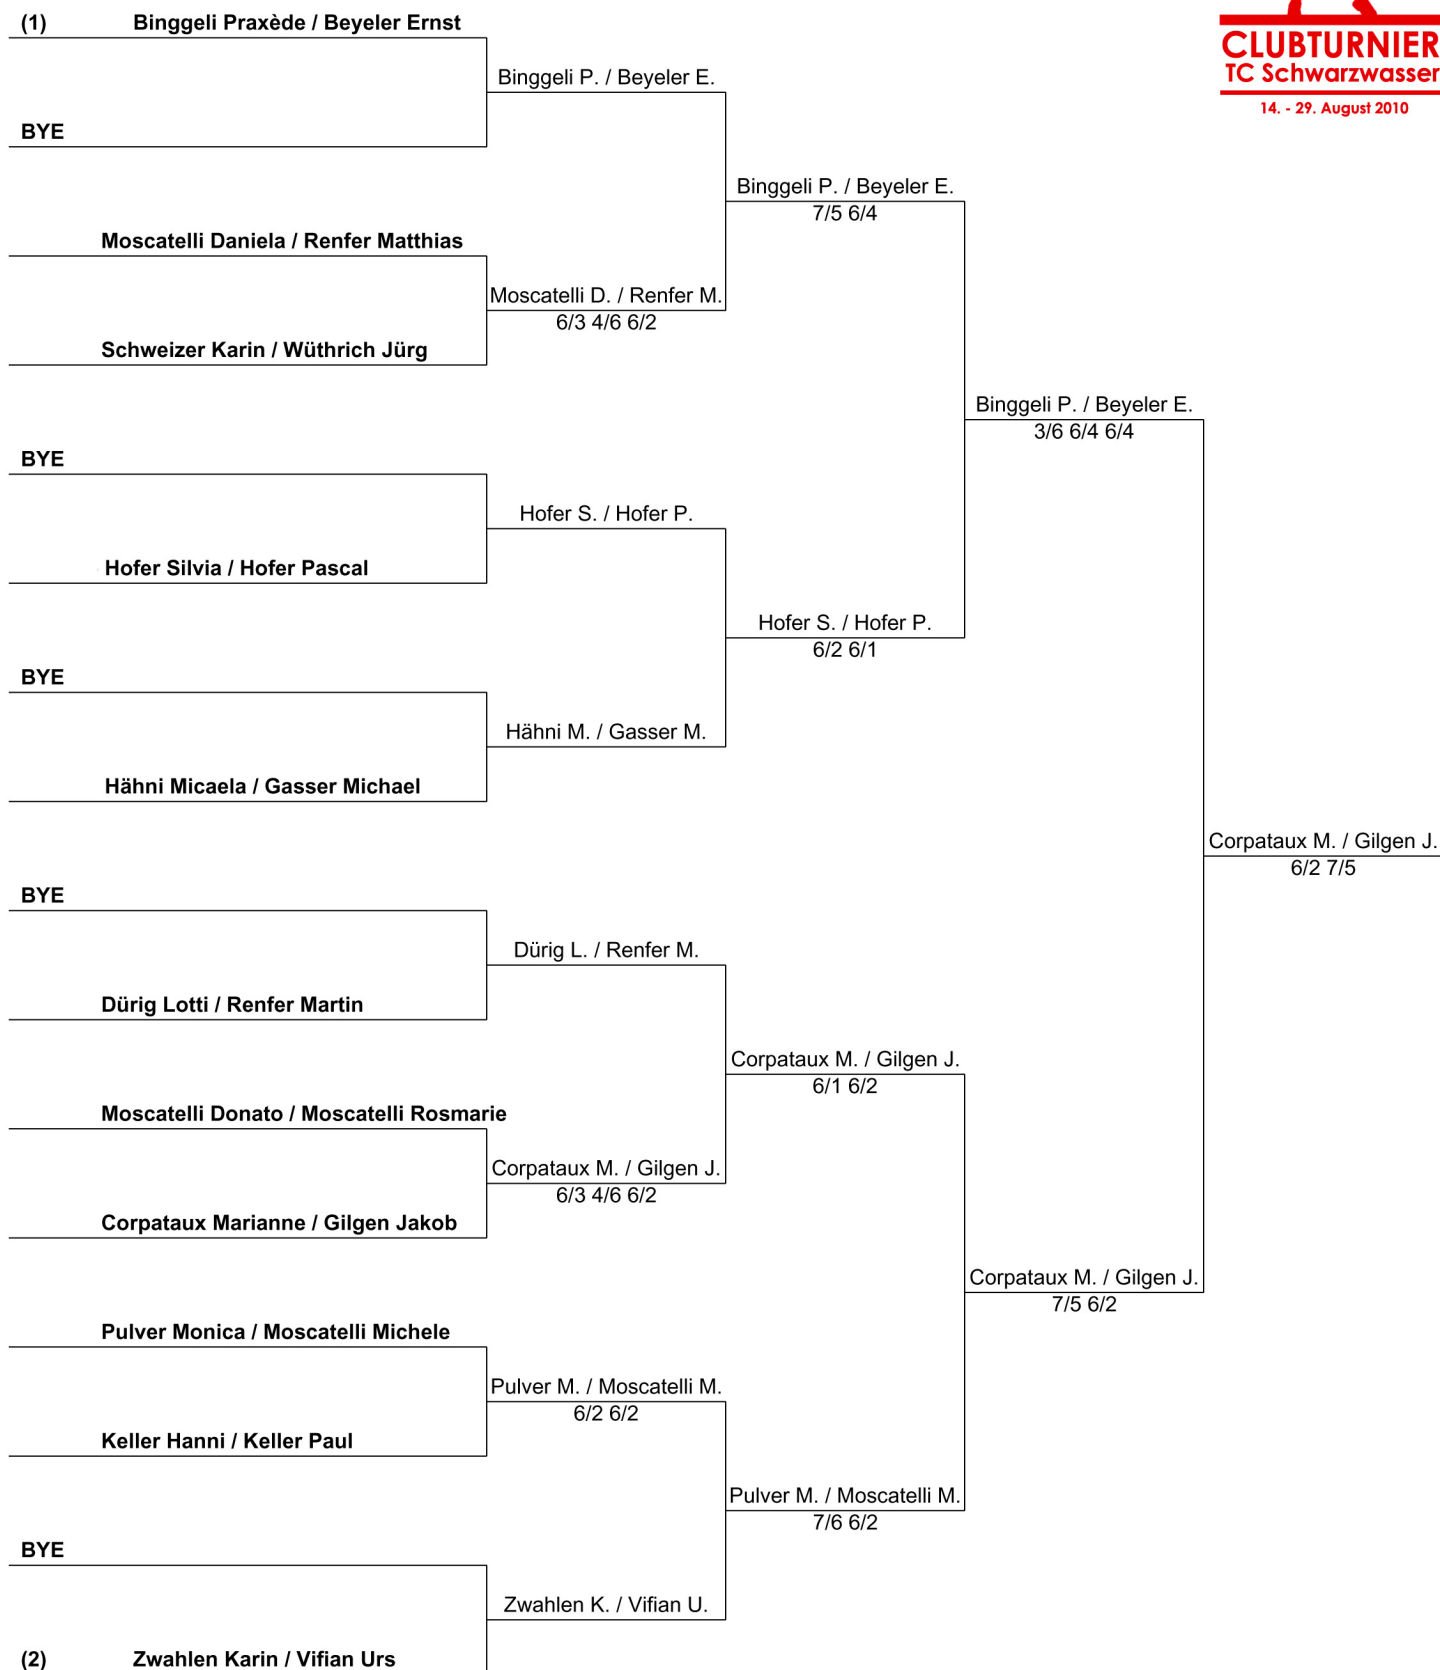 (1) Binggeli Praxède / Beyeler Ernst
CLUBTURNIER
TC Schwarzwasser
14. - 29. August 2010
Binggeli P. / Beyeler E.
BYE
Binggeli P. / Beyeler E.
7/5 6/4
Moscatelli Daniela / Renfer Matthias
Moscatelli D. / Renfer M.
6/3 4/6 6/2
Schweizer Karin / Wüthrich Jürg
Binggeli P. / Beyeler E.
3/6 6/4 6/4
BYE
Hofer S. / Hofer P.
Hofer Silvia / Hofer Pascal
Hofer S. / Hofer P.
6/2 6/1
BYE
Hähni M. / Gasser M.
Hähni Micaela / Gasser Michael
Corpataux M. / Gilgen J.
6/2 7/5
BYE
Dürig L. / Renfer M.
Dürig Lotti / Renfer Martin
Corpataux M. / Gilgen J.
6/1 6/2
Moscatelli Donato / Moscatelli Rosmarie
Corpataux M. / Gilgen J.
6/3 4/6 6/2
Corpataux Marianne / Gilgen Jakob
Corpataux M. / Gilgen J.
7/5 6/2
Pulver Monica / Moscatelli Michele
Pulver M. / Moscatelli M.
6/2 6/2
Keller Hanni / Keller Paul
Pulver M. / Moscatelli M.
7/6 6/2
BYE
Zwahlen K. / Vifian U.
(2) Zwahlen Karin / Vifian Urs